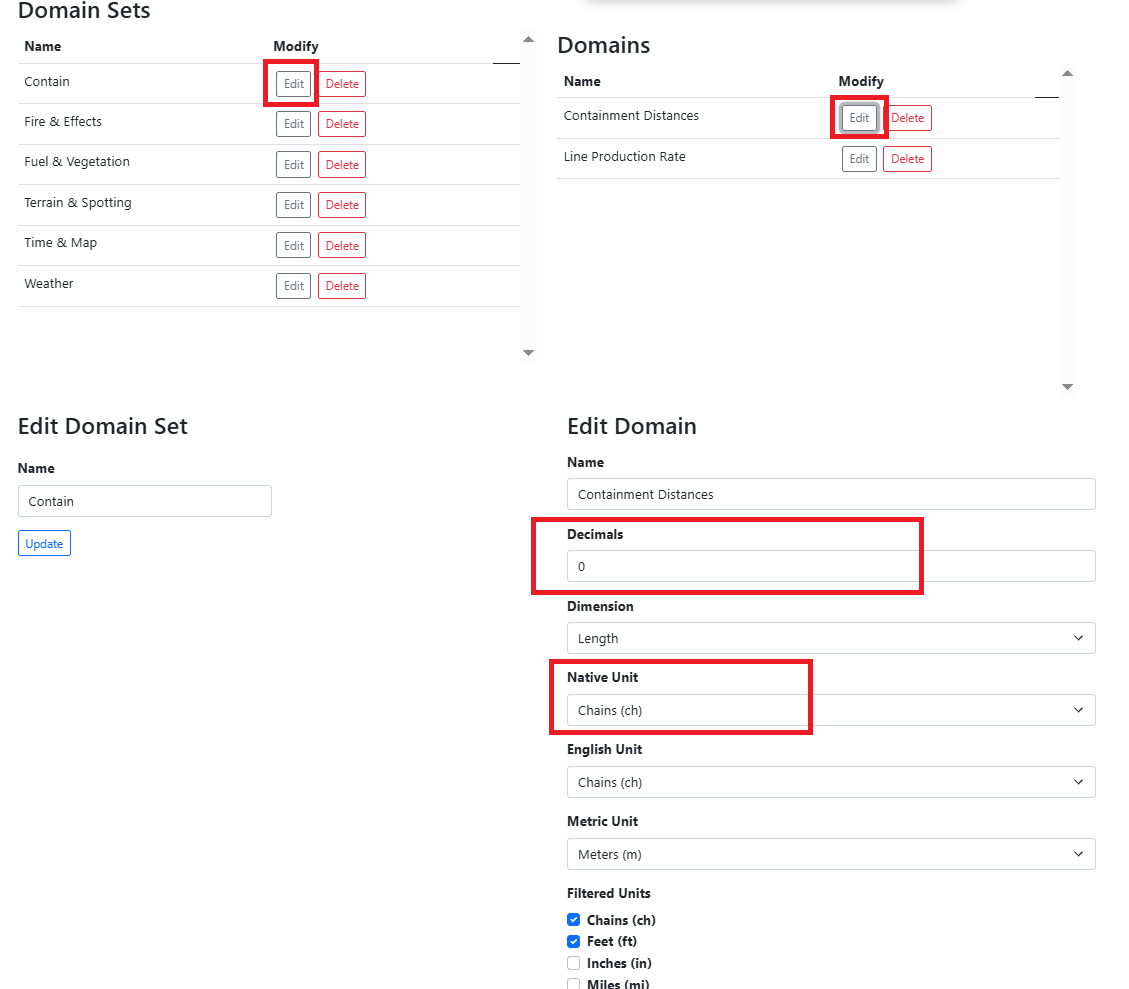 Domain Sets
Name Modify
Contain Edit Delete
Fire & Effects Edit Delete
Fuel & Vegetation Edit Delete
Terrain & Spotting Edit Delete
Time & Map Edit Delete
Weather Edit Delete
Domains
Name Modify
Containment Distances Edit Delete
Line Production Rate Edit Delete
Edit Domain Set
Name
Contain
Update
Edit Domain
Name
Containment Distances
Decimals
0
Dimension
Length
Native Unit
Chains (ch)
English Unit
Chains (ch)
Metric Unit
Meters (m)
Filtered Units
Chains (ch)
Feet (ft)
Inches (in)
Miles (mi)